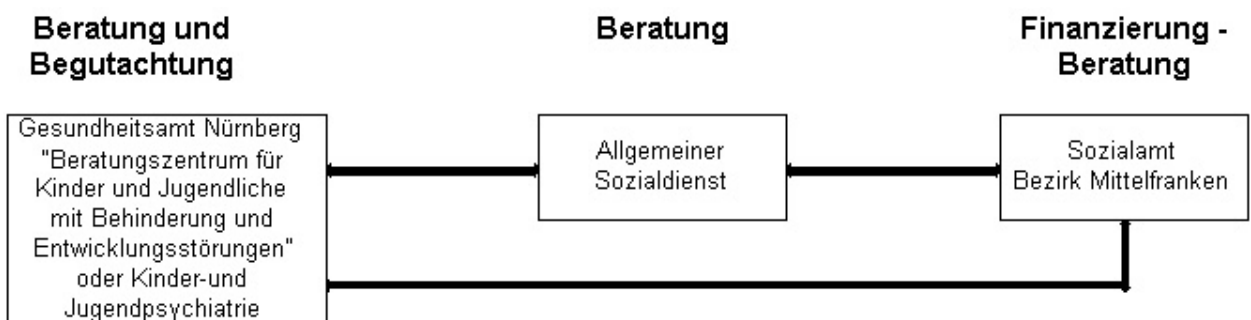 Beratung und
Begutachtung
Beratung
Finanzierung -
Beratung
Gesundheitsamt Nürnberg
"Beratungszentrum für
Kinder und Jugendliche
mit Behinderung und
Entwicklungsstörungen"
oder Kinder-und
Jugendpsychiatrie
Allgemeiner
Sozialdienst
Sozialamt
Bezirk Mittelfranken